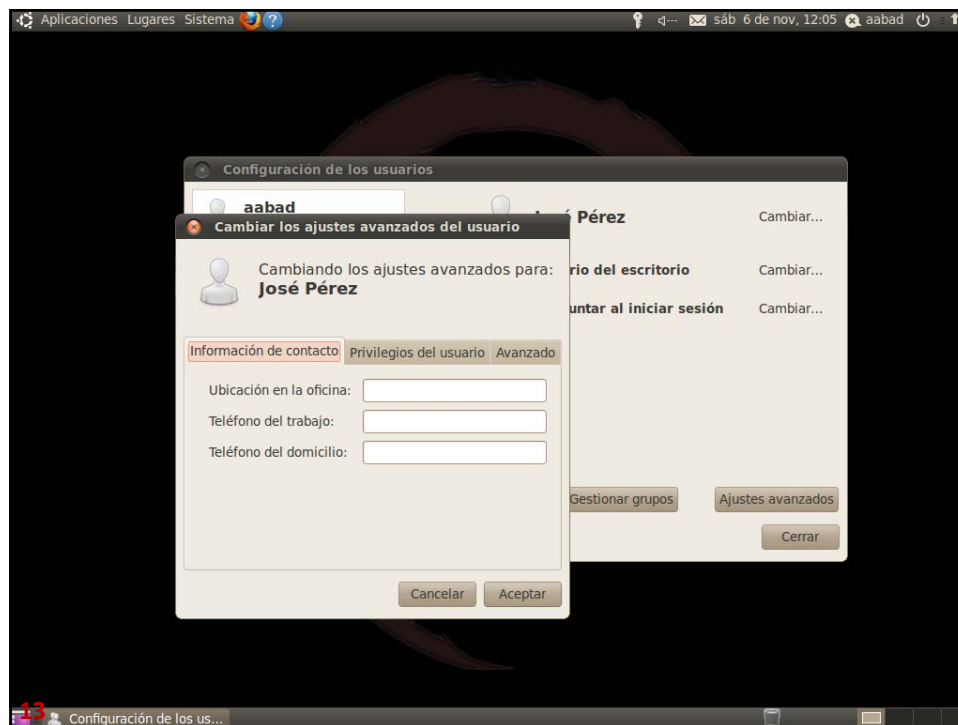 Aplicaciones Lugares Sistema ? sáb 6 de nov, 12:05 aabad
Configuración de los usuarios
aabad
Pérez Cambiar...
Cambiar los ajustes avanzados del usuario
Cambiando los ajustes avanzados para:
José Pérez
rio del escritorio Cambiar...
untar al iniciar sesión Cambiar...
Información de contacto Privilegios del usuario Avanzado
Ubicación en la oficina:
Teléfono del trabajo:
Teléfono del domicilio:
Gestionar grupos Ajustes avanzados
Cerrar
Cancelar Aceptar
13 Configuración de los us...